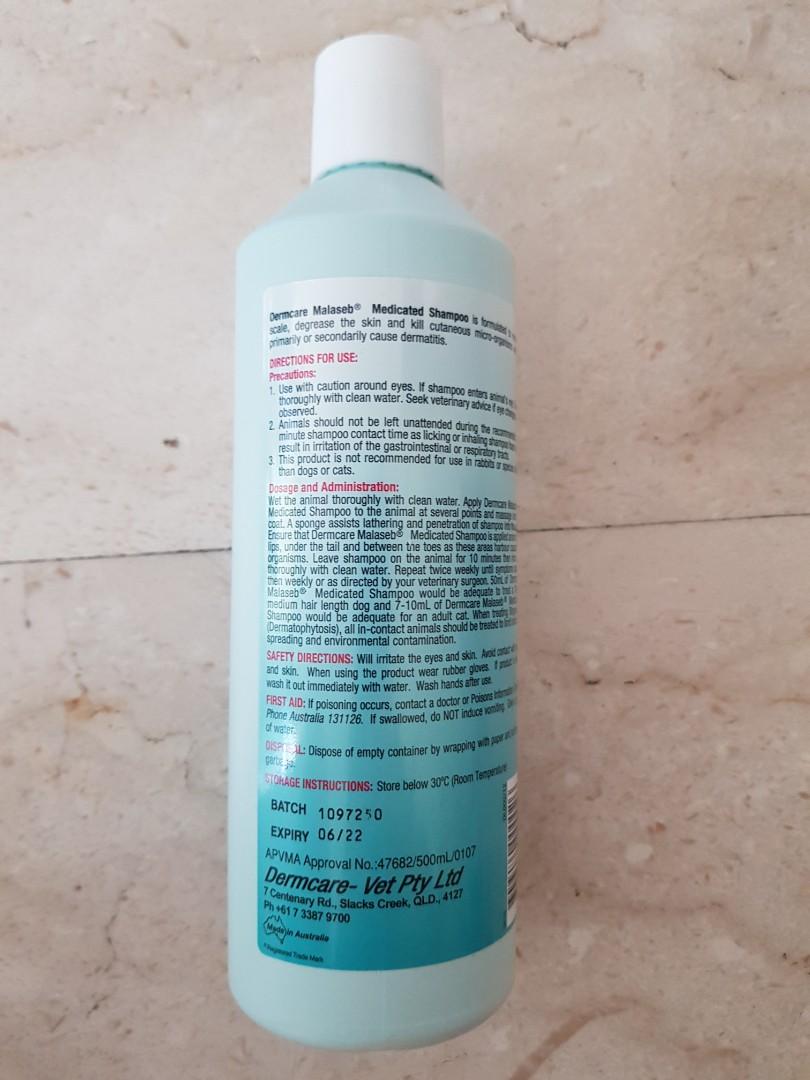 Dermcare Malaseb® Medicated Shampoo is formulated
scale, degrease the skin and kill cutaneous micro-organisms
primarily or secondarily cause dermatitis.
DIRECTIONS FOR USE:
Precautions:
1. Use with caution around eyes. If shampoo enters animal's
thoroughly with clean water. Seek veterinary advice if eye
observed.
2. Animals should not be left unattended during the
minute shampoo contact time as licking or inhaling shampoo
result in irritation of the gastrointestinal or respiratory tracts.
3. This product is not recommended for use in rabbits or
than dogs or cats.
Dosage and Administration:
Wet the animal thoroughly with clean water. Apply Dermcare
Medicated Shampoo to the animal at several points and massage
coat. A sponge assists lathering and penetration of shampoo
Ensure that Dermcare Malaseb® Medicated Shampoo is applied
lips, under the tail and between the toes as these areas harbour
organisms. Leave shampoo on the animal for 10 minutes
thoroughly with clean water. Repeat twice weekly until symptoms
then weekly or as directed by your veterinary surgeon. 50mL of
Malaseb® Medicated Shampoo would be adequate to treat a
medium hair length dog and 7-10mL of Dermcare Malaseb®
Shampoo would be adequate for an adult cat. When treating
(Dermatophytosis), all in-contact animals should be treated to
spreading and environmental contamination.
SAFETY DIRECTIONS: Will irritate the eyes and skin. Avoid contact
and skin. When using the product wear rubber gloves. If product
wash it out immediately with water. Wash hands after use.
FIRST AID: If poisoning occurs, contact a doctor or Poisons Information
Phone Australia 131126. If swallowed, do NOT induce vomiting.
of water.
DISPOSAL: Dispose of empty container by wrapping with paper and
garbage.
STORAGE INSTRUCTIONS: Store below 30°C (Room Temperature)
BATCH 1097250
EXPIRY 06/22
APVMA Approval No.:47682/500mL/0107
Dermcare- Vet Pty Ltd
7 Centenary Rd., Slacks Creek, QLD., 4127
Ph +61 7 3387 9700
Made in Australia
® Registered Trade Mark